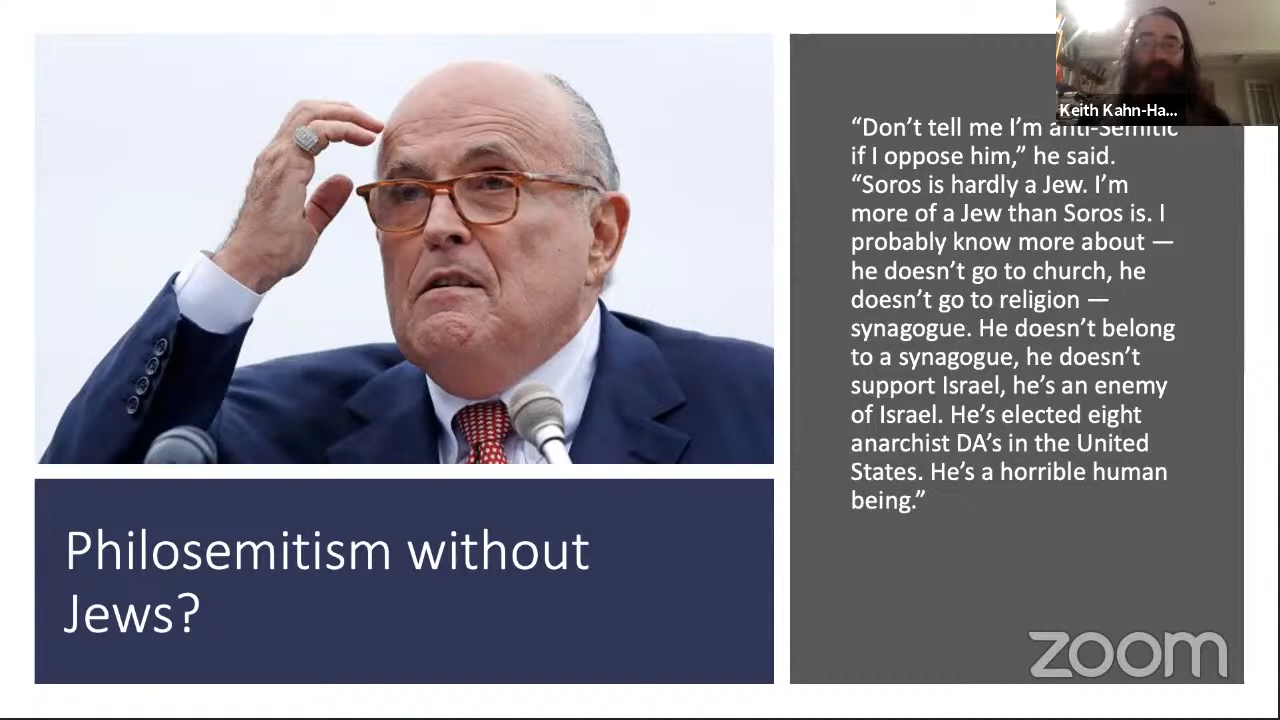 Keith Kahn-Ha...
“Don’t tell me I’m anti-Semitic
if I oppose him,” he said.
“Soros is hardly a Jew. I’m
more of a Jew than Soros is. I
probably know more about —
he doesn’t go to church, he
doesn’t go to religion —
synagogue. He doesn’t belong
to a synagogue, he doesn’t
support Israel, he’s an enemy
of Israel. He’s elected eight
anarchist DA’s in the United
States. He’s a horrible human
being.”
Philosemitism without
Jews?
zoom